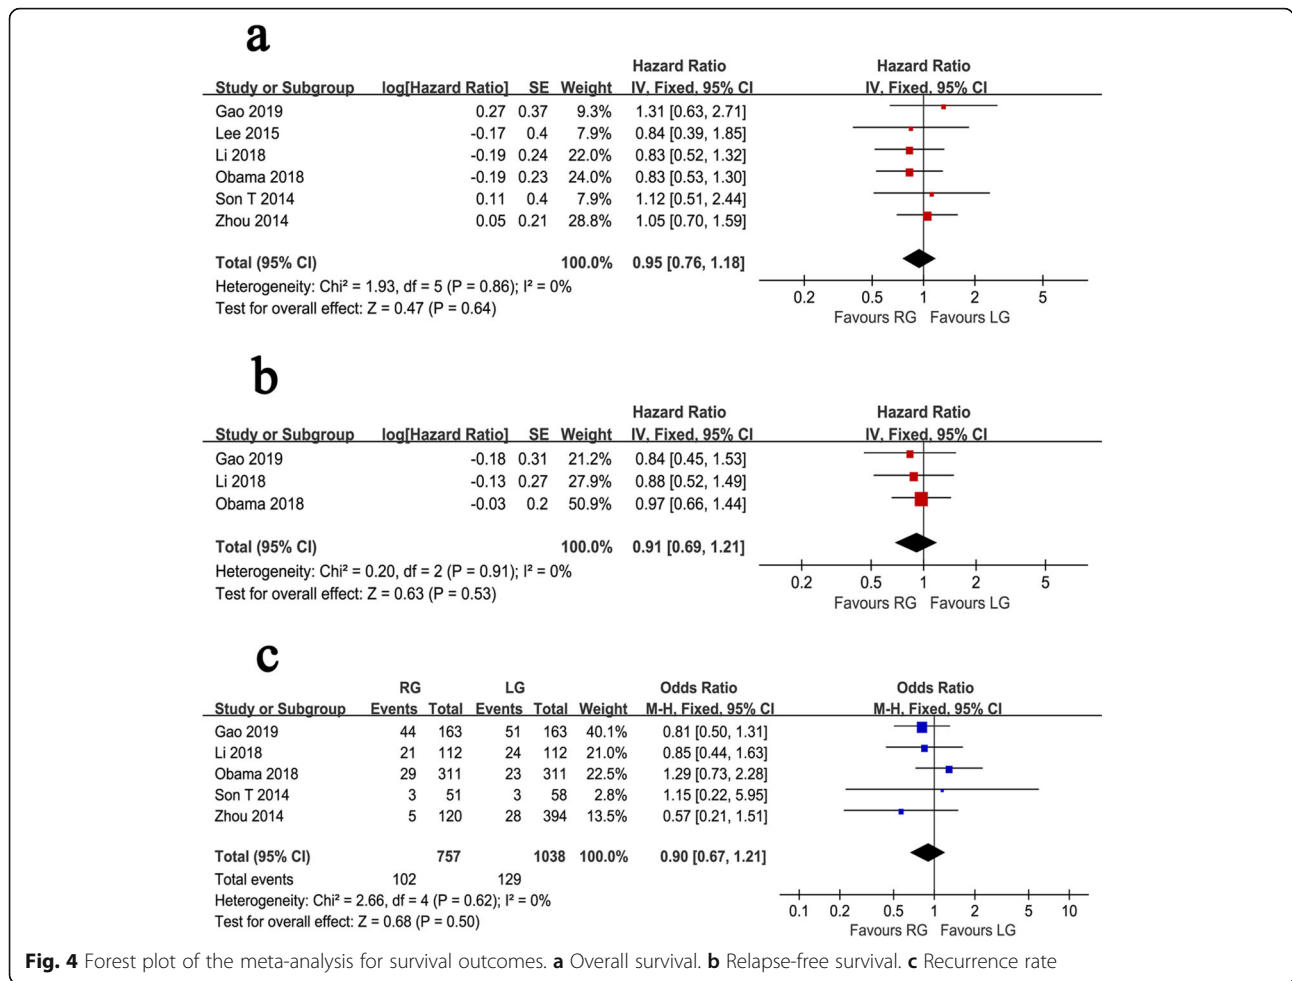 a
Hazard Ratio Hazard Ratio
Study or Subgroup log[Hazard Ratio] SE Weight IV, Fixed, 95% CI IV, Fixed, 95% CI
Gao 2019 0.27 0.37 9.3% 1.31 [0.63, 2.71]
Lee 2015 -0.17 0.4 7.9% 0.84 [0.39, 1.85]
Li 2018 -0.19 0.24 22.0% 0.83 [0.52, 1.32]
Obama 2018 -0.19 0.23 24.0% 0.83 [0.53, 1.30]
Son T 2014 0.11 0.4 7.9% 1.12 [0.51, 2.44]
Zhou 2014 0.05 0.21 28.8% 1.05 [0.70, 1.59]
Total (95% CI) 100.0% 0.95 [0.76, 1.18]
Heterogeneity: Chi² = 1.93, df = 5 (P = 0.86); I² = 0%
Test for overall effect: Z = 0.47 (P = 0.64)
0.2 0.5 1 2 5
Favours RG Favours LG
b
Hazard Ratio Hazard Ratio
Study or Subgroup log[Hazard Ratio] SE Weight IV, Fixed, 95% CI IV, Fixed, 95% CI
Gao 2019 -0.18 0.31 21.2% 0.84 [0.45, 1.53]
Li 2018 -0.13 0.27 27.9% 0.88 [0.52, 1.49]
Obama 2018 -0.03 0.2 50.9% 0.97 [0.66, 1.44]
Total (95% CI) 100.0% 0.91 [0.69, 1.21]
Heterogeneity: Chi² = 0.20, df = 2 (P = 0.91); I² = 0%
Test for overall effect: Z = 0.63 (P = 0.53)
0.2 0.5 1 2 5
Favours RG Favours LG
c
RG LG Odds Ratio Odds Ratio
Study or Subgroup Events Total Events Total Weight M-H, Fixed, 95% CI M-H, Fixed, 95% CI
Gao 2019 44 163 51 163 40.1% 0.81 [0.50, 1.31]
Li 2018 21 112 24 112 21.0% 0.85 [0.44, 1.63]
Obama 2018 29 311 23 311 22.5% 1.29 [0.73, 2.28]
Son T 2014 3 51 3 58 2.8% 1.15 [0.22, 5.95]
Zhou 2014 5 120 28 394 13.5% 0.57 [0.21, 1.51]
Total (95% CI) 757 1038 100.0% 0.90 [0.67, 1.21]
Total events 102 129
Heterogeneity: Chi² = 2.66, df = 4 (P = 0.62); I² = 0%
Test for overall effect: Z = 0.68 (P = 0.50)
0.1 0.2 0.5 1 2 5 10
Favours RG Favours LG
Fig. 4 Forest plot of the meta-analysis for survival outcomes. a Overall survival. b Relapse-free survival. c Recurrence rate